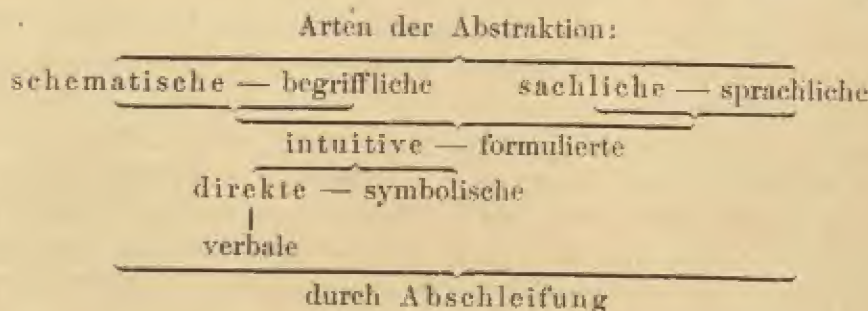 Arten der Abstraktion:
schematische — begriffliche sachliche — sprachliche
intuitive — formulierte
direkte — symbolische
verbale
durch Abschleifung